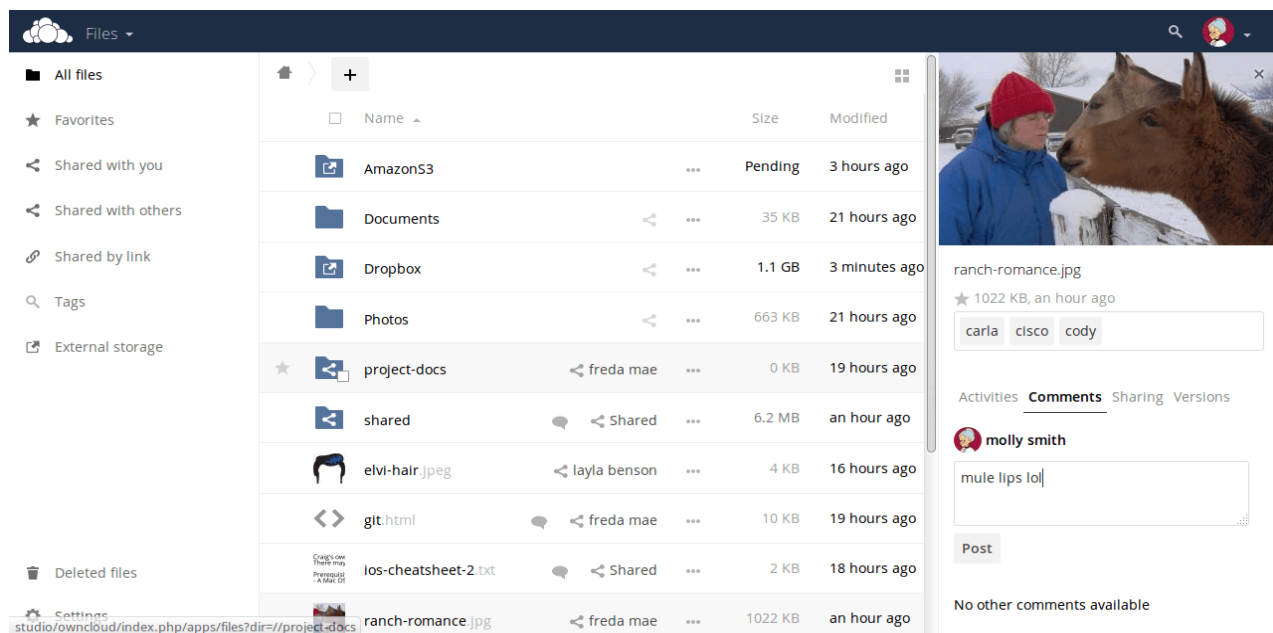 Files
All files
Favorites
Shared with you
Shared with others
Shared by link
Tags
External storage
Deleted files
Settings
studio/owncloud/index.php/apps/files?dir=//project-docs
+
Name Size Modified
AmazonS3 ... Pending 3 hours ago
Documents ... 35 KB 21 hours ago
Dropbox ... 1.1 GB 3 minutes ago
Photos ... 663 KB 21 hours ago
project-docs freda mae ... 0 KB 19 hours ago
shared Shared ... 6.2 MB an hour ago
elvi-hair.jpeg layla benson ... 4 KB 16 hours ago
git.html freda mae ... 10 KB 19 hours ago
Craig's ow
There may
Prerequisi
- A Mac OS
ios-cheatsheet-2.txt Shared ... 2 KB 18 hours ago
ranch-romance.jpg freda mae ... 1022 KB an hour ago
ranch-romance.jpg
1022 KB, an hour ago
carla cisco cody
Activities Comments Sharing Versions
molly smith
mule lips lol
Post
No other comments available